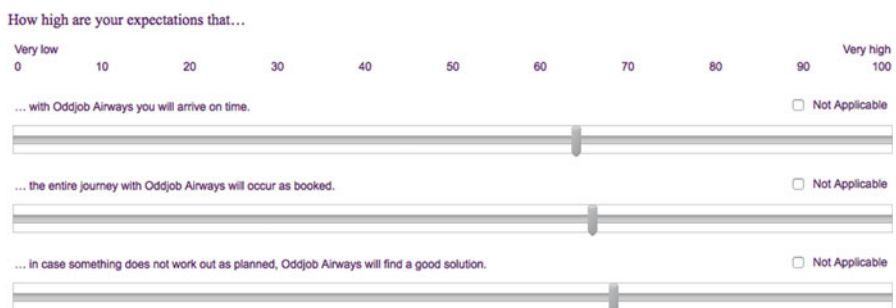 How high are your expectations that…
Very low Very high
0 10 20 30 40 50 60 70 80 90 100
… with Oddjob Airways you will arrive on time. Not Applicable
… the entire journey with Oddjob Airways will occur as booked. Not Applicable
… in case something does not work out as planned, Oddjob Airways will find a good solution. Not Applicable